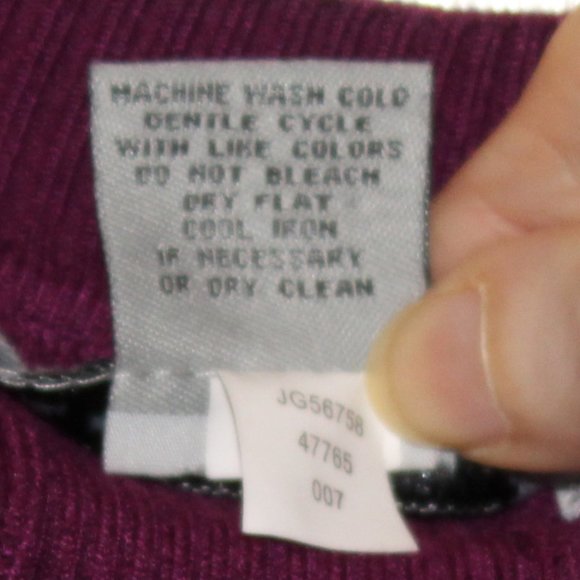 MACHINE WASH COLD
GENTLE CYCLE
WITH LIKE COLORS
DO NOT BLEACH
DRY FLAT
COOL IRON
IF NECESSARY
OR DRY CLEAN
JG56758
47765
007